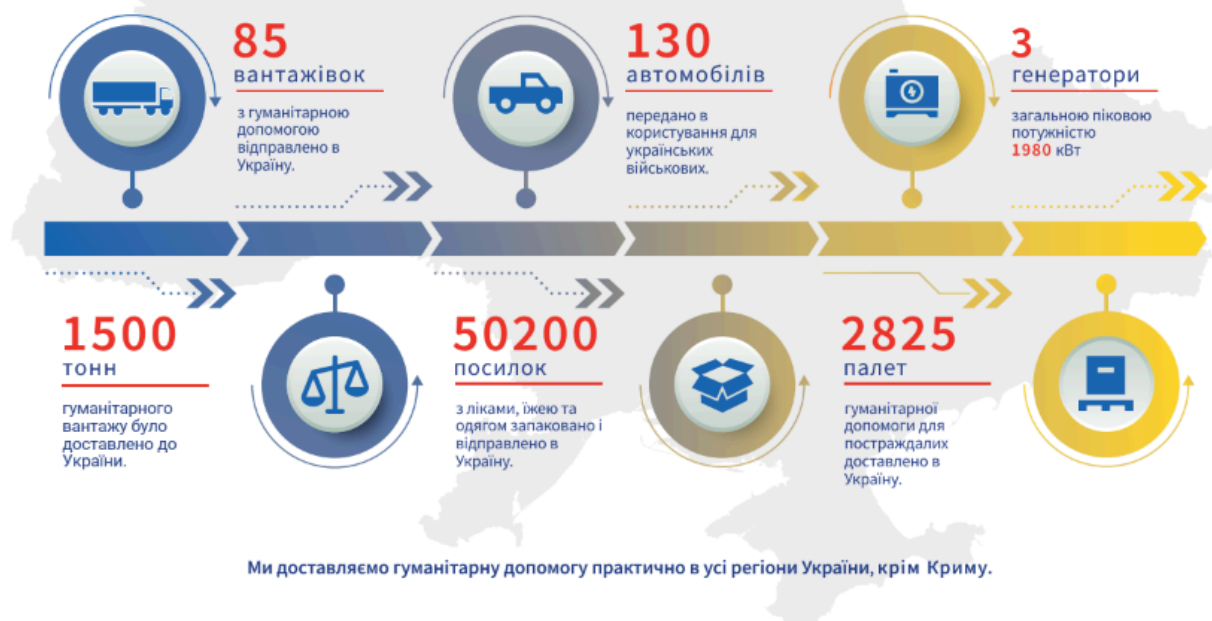 85
вантажівок
з гуманітарною
допомогою
відправлено в
Україну.
130
автомобілів
передано в
користування для
українських
військових.
3
генератори
загальною піковою
потужністю
1980 кВт
1500
тонн
гуманітарного
вантажу було
доставлено до
України.
50200
посилок
з ліками, їжею та
одягом запаковано і
відправлено в
Україну.
2825
палет
гуманітарної
допомоги для
постраждалих
доставлено в
Україну.
Ми доставляємо гуманітарну допомогу практично в усі регіони України, крім Криму.